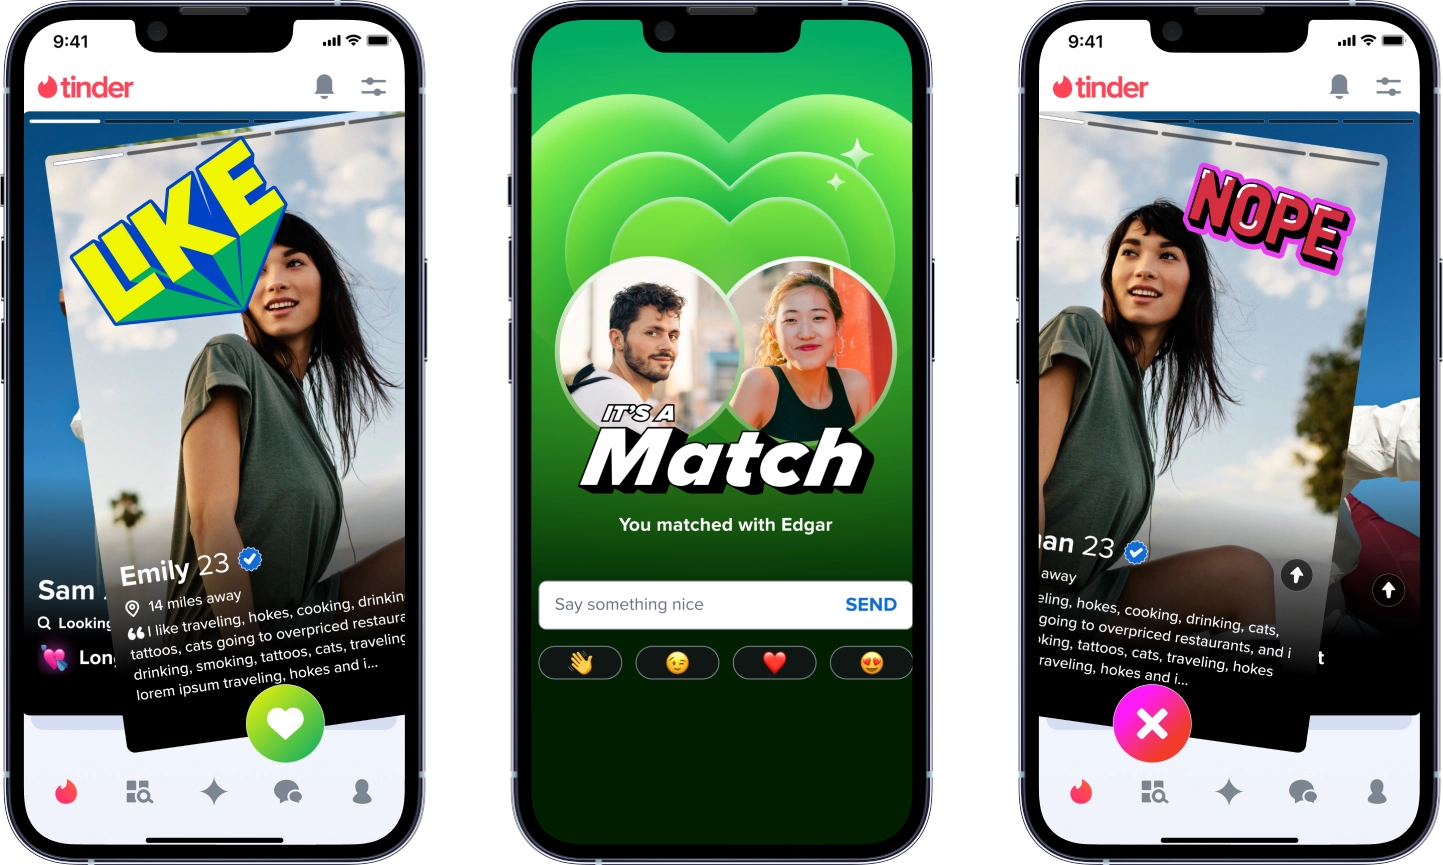 9:41
tinder
LIKE
Emily 23
14 miles away
Sam
Looking
Lon
❝ I like traveling, hokes, cooking, drinkin
tattoos, cats going to overpriced restaura
drinking, smoking, tattoos, cats, traveling
lorem ipsum traveling, hokes and i...
IT'S A
Match
You matched with Edgar
Say something nice
SEND
9:41
tinder
NOPE
nan 23
away
eling, hokes, cooking, drinking, cats,
going to overpriced restaurants, and i
oking, tattoos, cats, traveling, hokes
raveling, hokes and i...
t